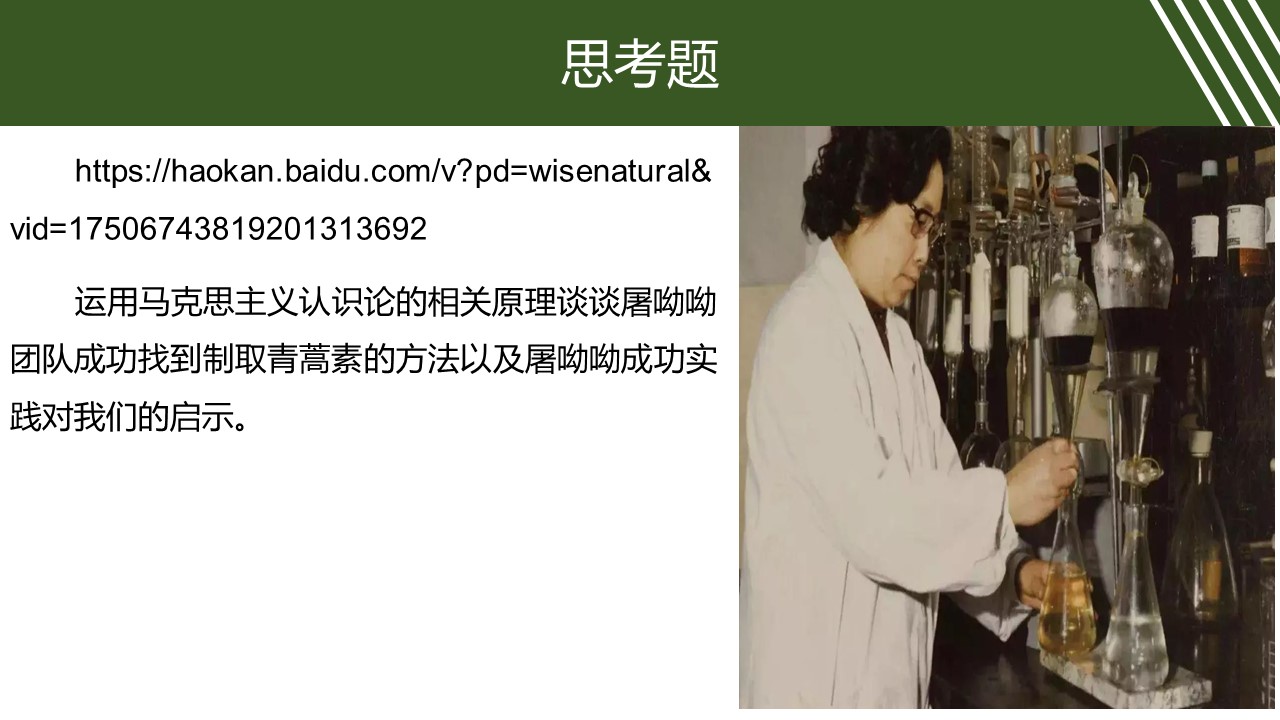 思考题
https://haokan.baidu.com/v?pd=wisenatural&
vid=17506743819201313692
运用马克思主义认识论的相关原理谈谈屠呦呦
团队成功找到制取青蒿素的方法以及屠呦呦成功实
践对我们的启示。